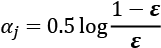 α_j = 0.5 log (1 − ε)/ε